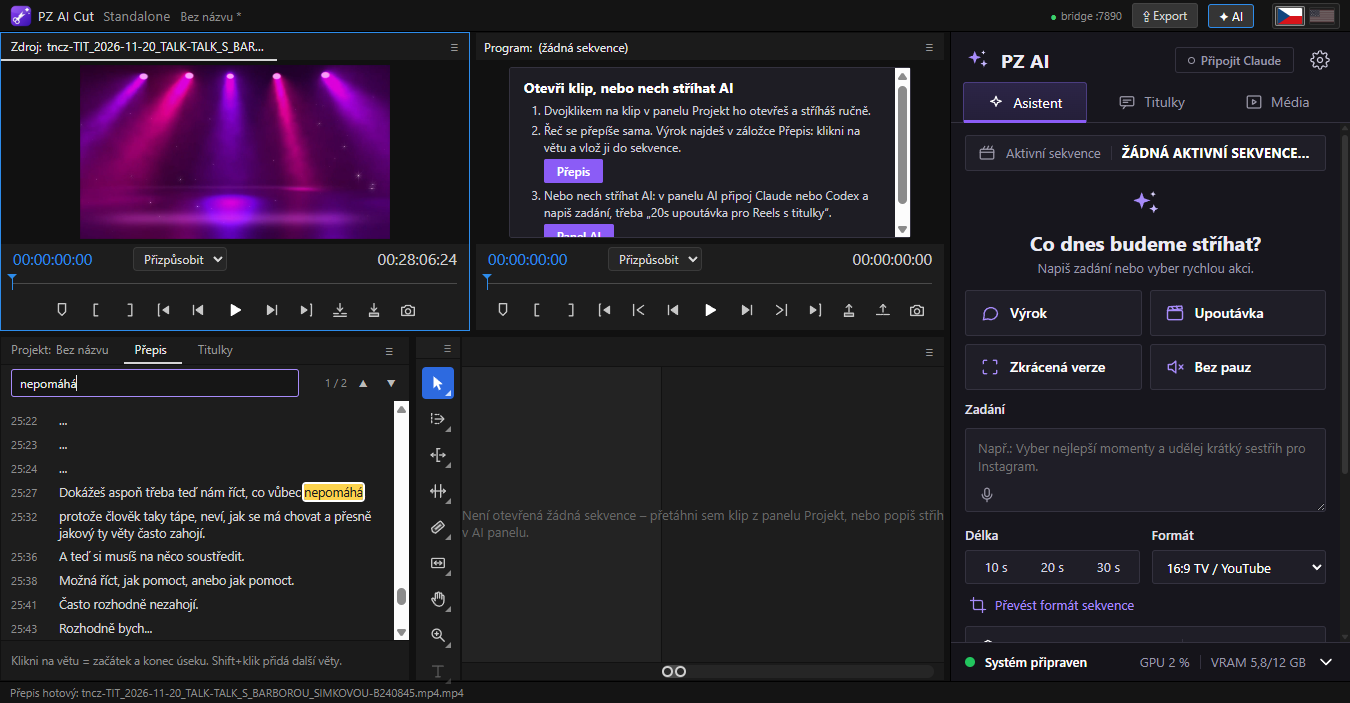 PZ AI Cut Standalone Bez názvu *
bridge :7890
Export
AI
Zdroj: tncz-TIT_2026-11-20_TALK-TALK_S_BAR...
00:00:00:00
Přizpůsobit
00:28:06:24
Program: (žádná sekvence)
Otevři klip, nebo nech stříhat AI
1. Dvojklikem na klip v panelu Projekt ho otevřeš a stříháš ručně.
2. Řeč se přepíše sama. Výrok najdeš v záložce Přepis: klikni na
větu a vlož ji do sekvence.
Přepis
3. Nebo nech stříhat AI: v panelu AI připoj Claude nebo Codex a
napiš zadání, třeba „20s upoutávka pro Reels s titulky“.
Panel AI
00:00:00:00
Přizpůsobit
00:00:00:00
Projekt: Bez názvu
Přepis
Titulky
nepomáhá
1 / 2
25:22 ...
25:23 ...
25:24 ...
25:27 Dokážeš aspoň třeba teď nám říct, co vůbec nepomáhá
25:32 protože člověk taky tápe, neví, jak se má chovat a přesně
jakový ty věty často zahojí.
25:36 A teď si musíš na něco soustředit.
25:38 Možná říct, jak pomoct, anebo jak pomoct.
25:41 Často rozhodně nezahojí.
25:43 Rozhodně bych...
Klikni na větu = začátek a konec úseku. Shift+klik přidá další věty.
Není otevřená žádná sekvence – přetáhni sem klip z panelu Projekt, nebo popiš střih
v AI panelu.
PZ AI
Připojit Claude
Asistent
Titulky
Média
Aktivní sekvence
ŽÁDNÁ AKTIVNÍ SEKVENCE...
Co dnes budeme stříhat?
Napiš zadání nebo vyber rychlou akci.
Výrok
Upoutávka
Zkrácená verze
Bez pauz
Zadání
Např.: Vyber nejlepší momenty a udělej krátký sestřih pro
Instagram.
Délka
Formát
10 s 20 s 30 s
16:9 TV / YouTube
Převést formát sekvence
Systém připraven
GPU 2 %
VRAM 5,8/12 GB
Přepis hotový: tncz-TIT_2026-11-20_TALK-TALK_S_BARBOROU_SIMKOVOU-B240845.mp4.mp4